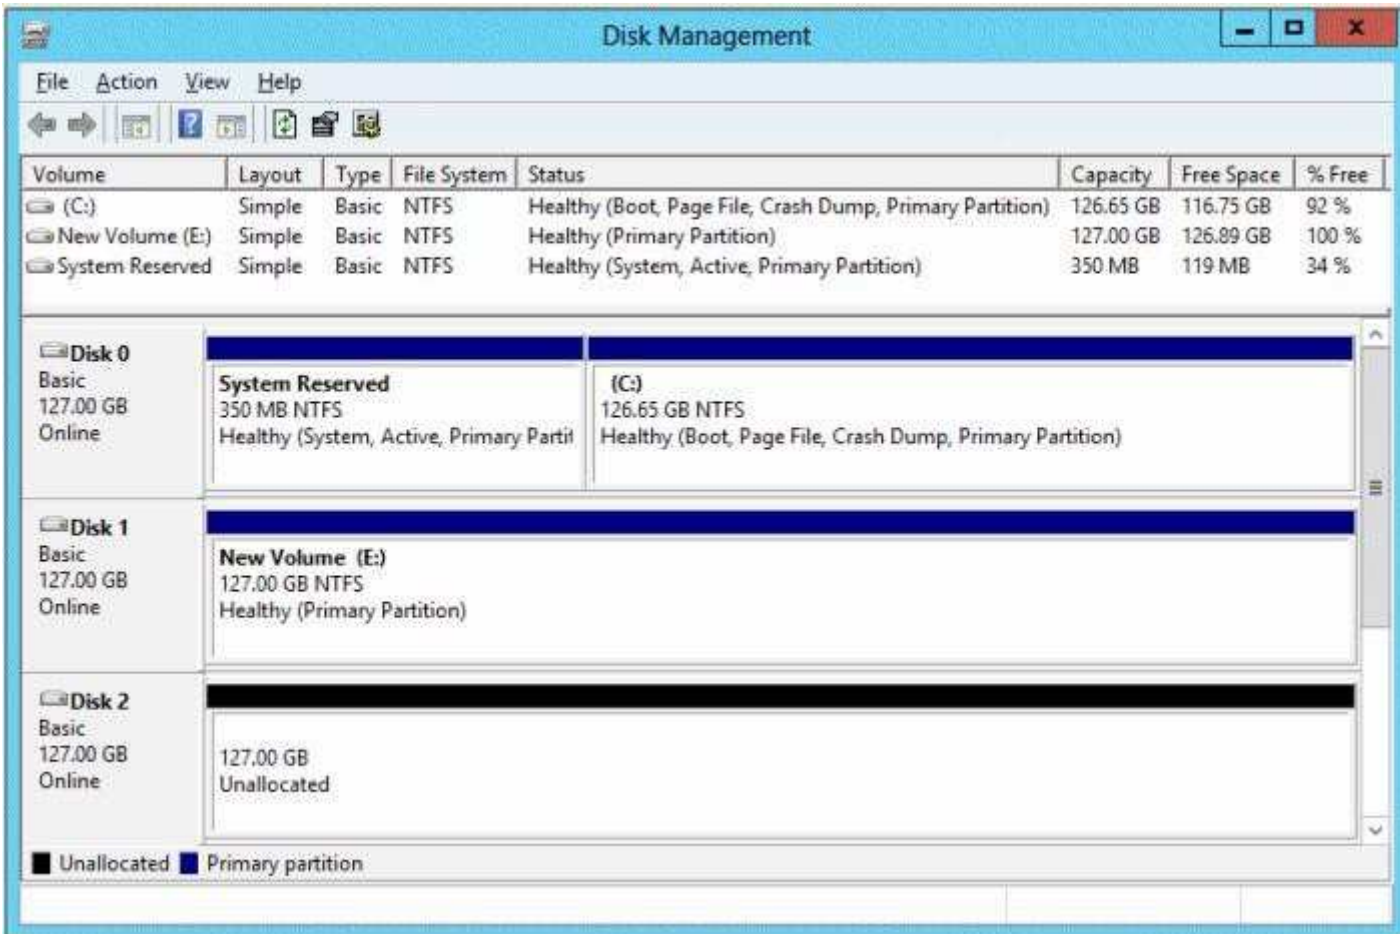 Disk Management
File Action View Help
Volume Layout Type File System Status Capacity Free Space % Free
(C:) Simple Basic NTFS Healthy (Boot, Page File, Crash Dump, Primary Partition) 126.65 GB 116.75 GB 92 %
New Volume (E:) Simple Basic NTFS Healthy (Primary Partition) 127.00 GB 126.89 GB 100 %
System Reserved Simple Basic NTFS Healthy (System, Active, Primary Partition) 350 MB 119 MB 34 %
Disk 0
Basic
127.00 GB
Online
System Reserved
350 MB NTFS
Healthy (System, Active, Primary Partit
(C:)
126.65 GB NTFS
Healthy (Boot, Page File, Crash Dump, Primary Partition)
Disk 1
Basic
127.00 GB
Online
New Volume (E:)
127.00 GB NTFS
Healthy (Primary Partition)
Disk 2
Basic
127.00 GB
Online
127.00 GB
Unallocated
Unallocated Primary partition